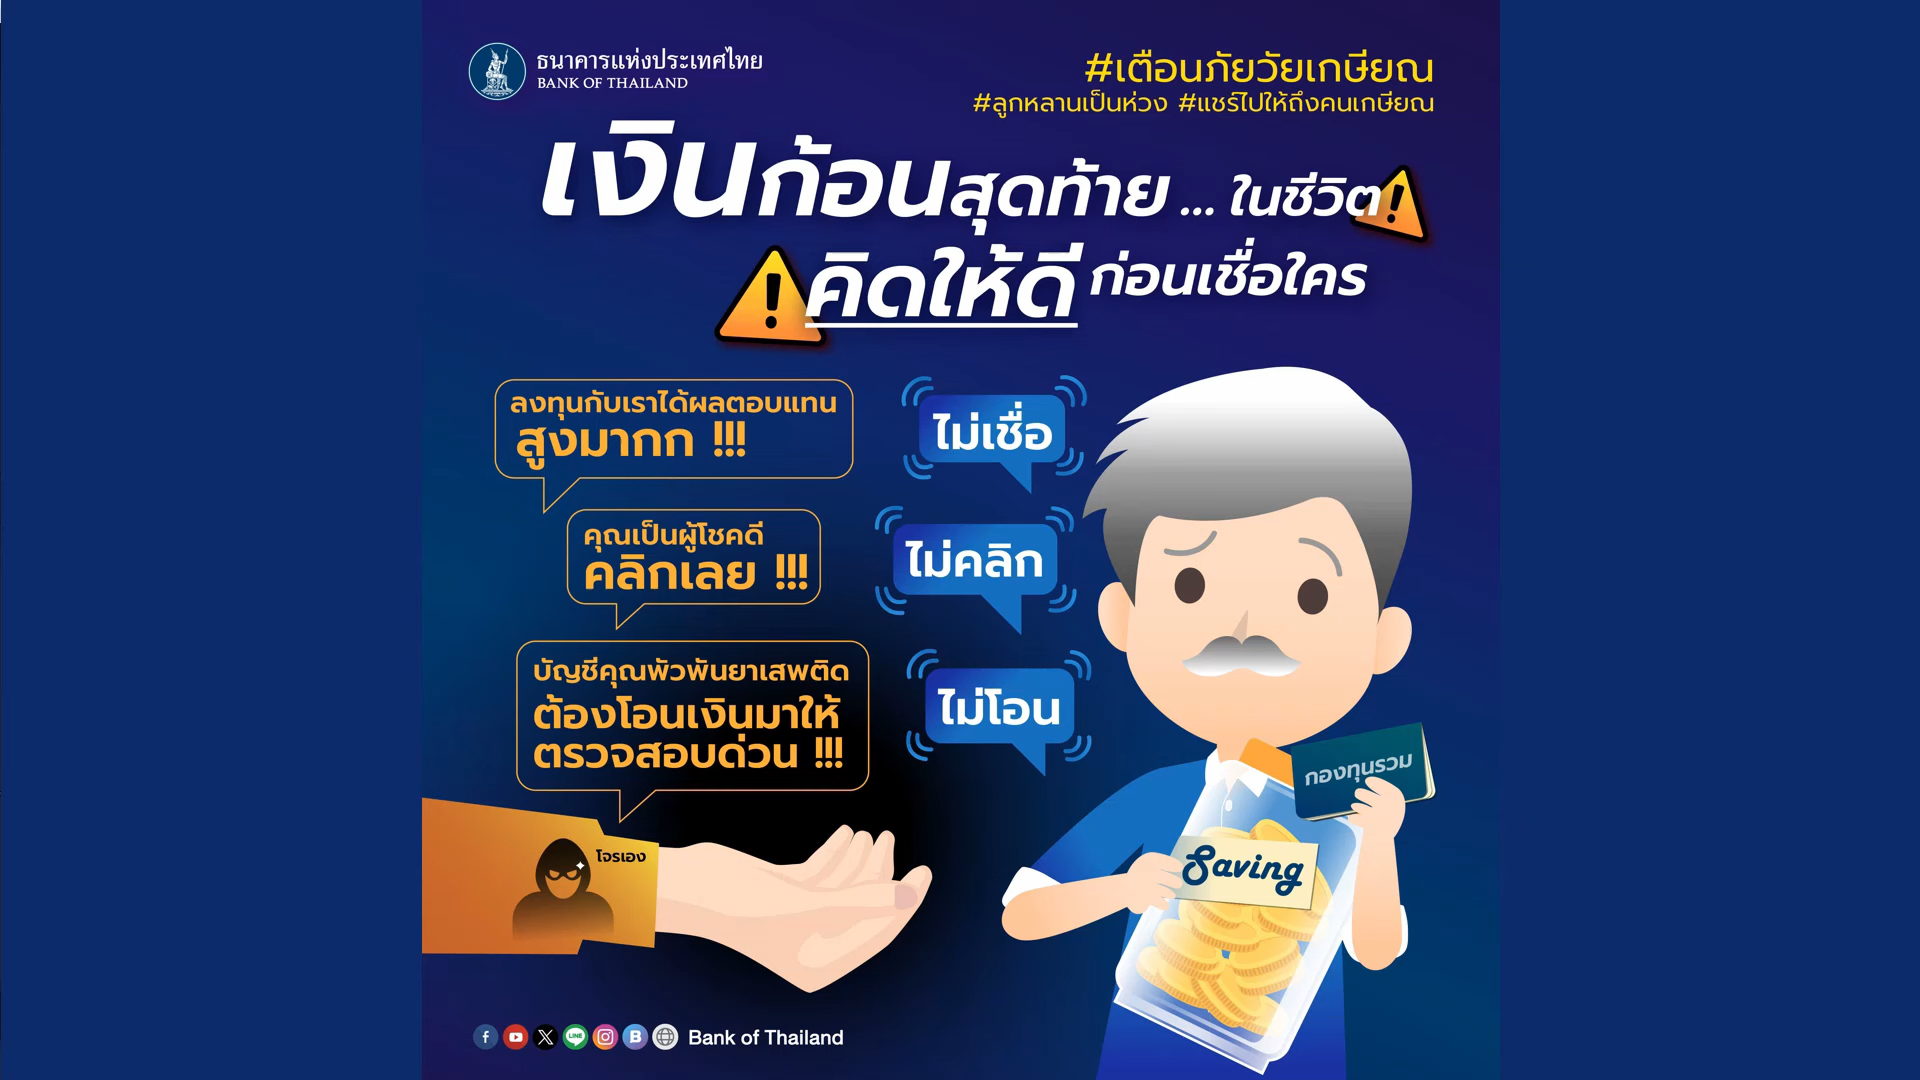 ธนาคารแห่งประเทศไทย
BANK OF THAILAND
#เตือนภัยวัยเกษียณ
#ลูกหลานเป็นห่วง #แชร์ไปให้ถึงคนเกษียณ
เงินก้อนสุดท้าย ... ในชีวิต
คิดให้ดี ก่อนเชื่อใคร
ลงทุนกับเราได้ผลตอบแทน
สูงมากก !!!
ไม่เชื่อ
คุณเป็นผู้โชคดี
คลิกเลย !!!
ไม่คลิก
บัญชีคุณพัวพันยาเสพติด
ต้องโอนเงินมาให้
ตรวจสอบด่วน !!!
ไม่โอน
กองทุนรวม
Saving
โจรเอง
Bank of Thailand